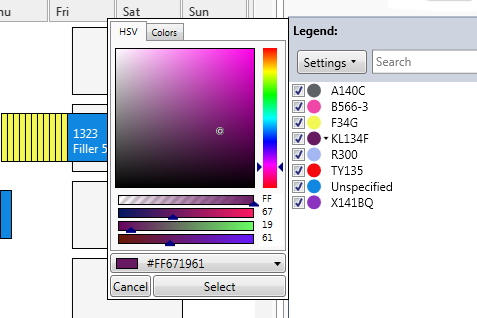 nu
Fri
Sat
Sun
HSV
Colors
Legend:
Settings
Search
A140C
B566-3
F34G
KL134F
R300
TY135
Unspecified
X141BQ
1323
Filler 5
FF
67
19
61
#FF671961
Cancel
Select